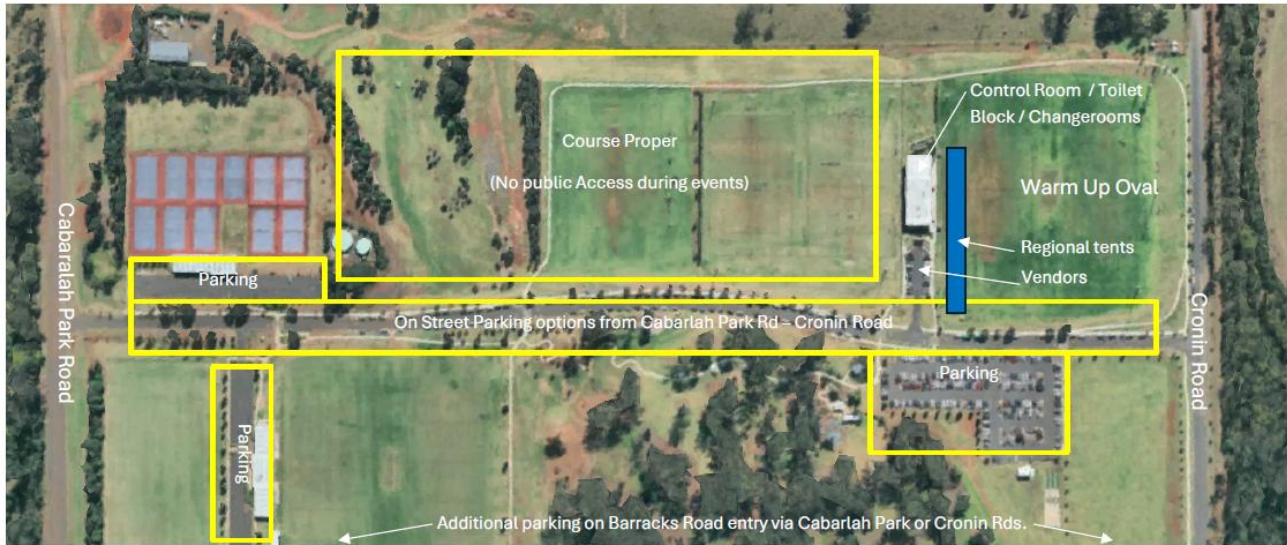 Control Room / Toilet
Block / Changerooms
Course Proper
(No public Access during events)
Warm Up Oval
Cabaralah Park Road
Regional tents
Parking
Vendors
Cronin Road
On Street Parking options from Cabarlah Park Rd – Cronin Road
Parking
Parking
Additional parking on Barracks Road entry via Cabarlah Park or Cronin Rds.